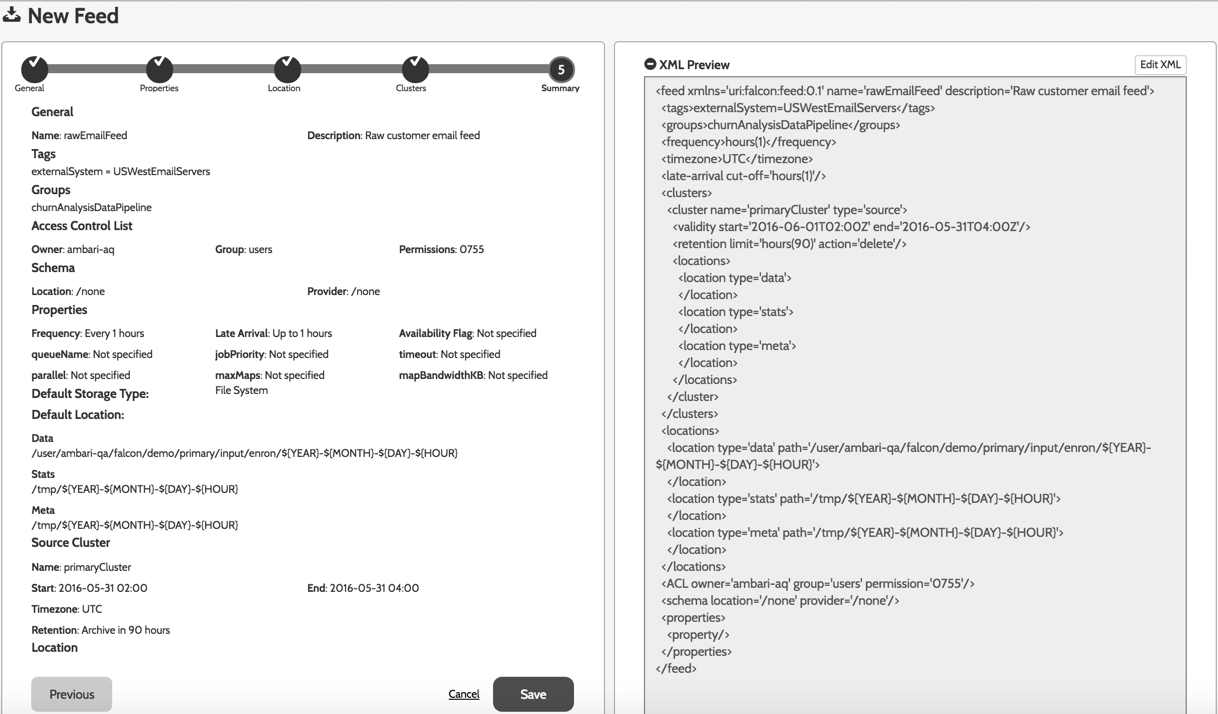 New Feed
General
Properties
Location
Clusters
5
Summary
General
Name: rawEmailFeed
Description: Raw customer email feed
Tags
externalSystem = USWestEmailServers
Groups
churnAnalysisDataPipeline
Access Control List
Owner: ambari-aq
Group: users
Permissions: 0755
Schema
Location: /none
Provider: /none
Properties
Frequency: Every 1 hours
Late Arrival: Up to 1 hours
Availability Flag: Not specified
queueName: Not specified
jobPriority: Not specified
timeout: Not specified
parallel: Not specified
maxMaps: Not specified
mapBandwidthKB: Not specified
Default Storage Type:
File System
Default Location:
Data
/user/ambari-qa/falcon/demo/primary/input/enron/${YEAR}-${MONTH}-${DAY}-${HOUR}
Stats
/tmp/${YEAR}-${MONTH}-${DAY}-${HOUR}
Meta
/tmp/${YEAR}-${MONTH}-${DAY}-${HOUR}
Source Cluster
Name: primaryCluster
Start: 2016-05-31 02:00
End: 2016-05-31 04:00
Timezone: UTC
Retention: Archive in 90 hours
Location
Previous
Cancel
Save
XML Preview
Edit XML
<feed xmlns='uri:falcon:feed:0.1' name='rawEmailFeed' description='Raw customer email feed'>
<tags>externalSystem=USWestEmailServers</tags>
<groups>churnAnalysisDataPipeline</groups>
<frequency>hours(1)</frequency>
<timezone>UTC</timezone>
<late-arrival cut-off='hours(1)'/>
<clusters>
<cluster name='primaryCluster' type='source'>
<validity start='2016-06-01T02:00Z' end='2016-05-31T04:00Z'/>
<retention limit='hours(90)' action='delete'/>
<locations>
<location type='data'>
</location>
<location type='stats'>
</location>
<location type='meta'>
</location>
</locations>
</cluster>
</clusters>
<locations>
<location type='data' path='/user/ambari-qa/falcon/demo/primary/input/enron/${YEAR}-
${MONTH}-${DAY}-${HOUR}'>
</location>
<location type='stats' path='/tmp/${YEAR}-${MONTH}-${DAY}-${HOUR}'>
</location>
<location type='meta' path='/tmp/${YEAR}-${MONTH}-${DAY}-${HOUR}'>
</location>
</locations>
<ACL owner='ambari-aq' group='users' permission='0755'/>
<schema location='/none' provider='/none'/>
<properties>
<property/>
</properties>
</feed>